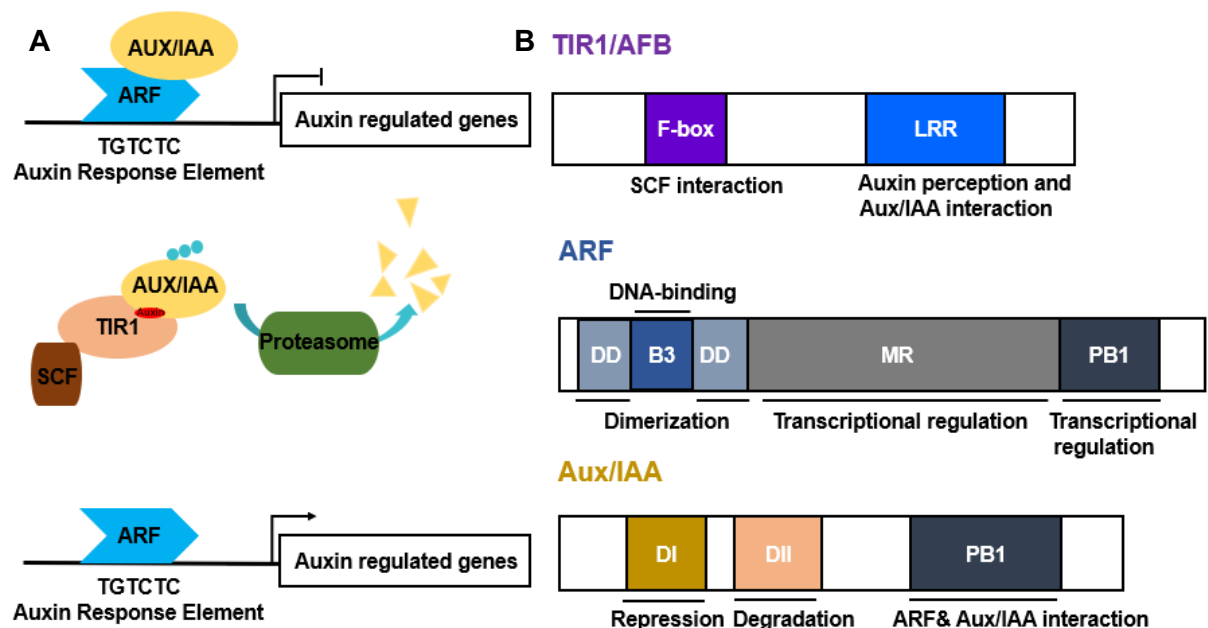 A
AUX/IAA
ARF
TGTCTC
Auxin Response Element
Auxin regulated genes
AUX/IAA
Auxin
TIR1
SCF
Proteasome
ARF
TGTCTC
Auxin Response Element
Auxin regulated genes
B
TIR1/AFB
F-box
LRR
SCF interaction
Auxin perception and
Aux/IAA interaction
ARF
DNA-binding
DD
B3
DD
MR
PB1
Dimerization
Transcriptional regulation
Transcriptional
regulation
Aux/IAA
DI
DII
PB1
Repression
Degradation
ARF& Aux/IAA interaction